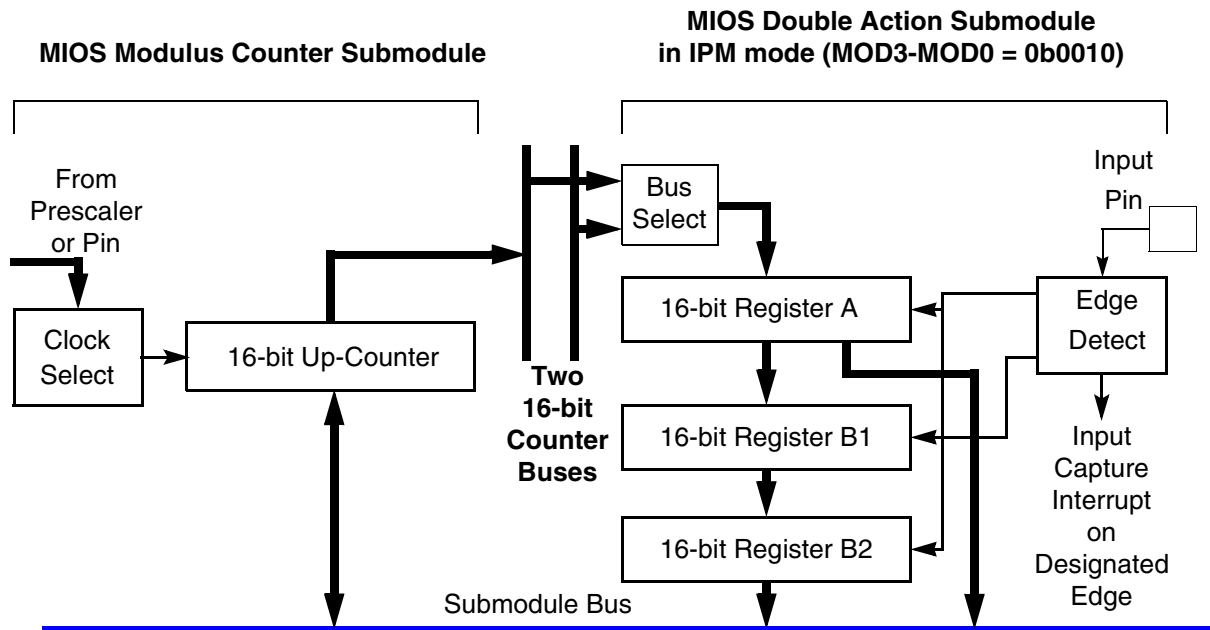 MIOS Modulus Counter Submodule
MIOS Double Action Submodule
in IPM mode (MOD3-MOD0 = 0b0010)
From
Prescaler
or Pin
Clock
Select
16-bit Up-Counter
Two
16-bit
Counter
Buses
Bus
Select
Input
Pin
16-bit Register A
Edge
Detect
16-bit Register B1
16-bit Register B2
Input
Capture
Interrupt
on
Designated
Edge
Submodule Bus